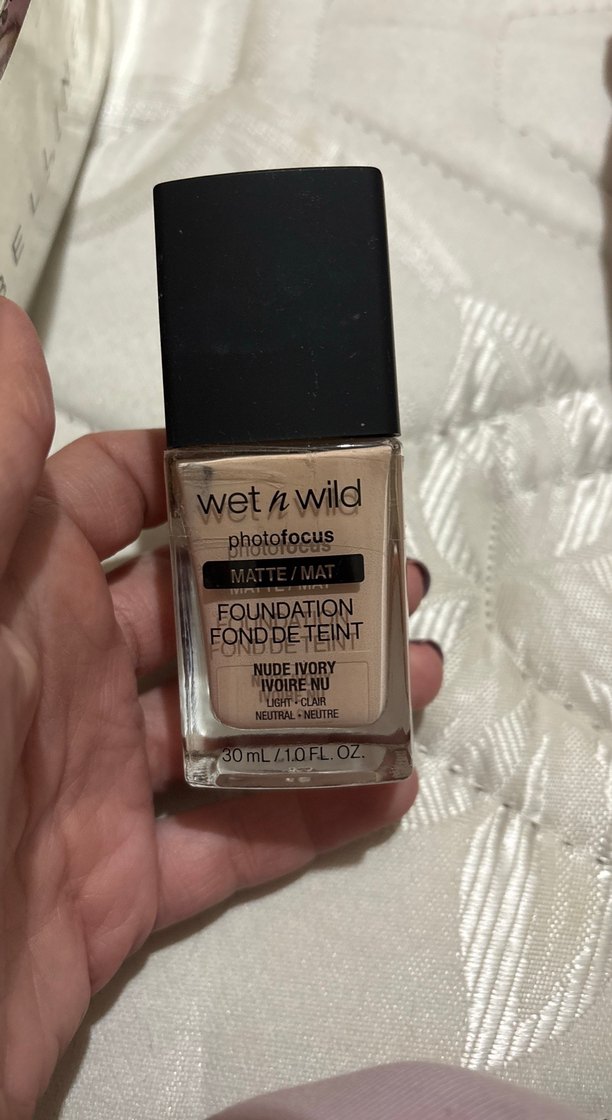 wet n wild
photofocus
MATTE / MAT
FOUNDATION
FOND DE TEINT
NUDE IVORY
IVOIRE NU
LIGHT • CLAIR
NEUTRAL • NEUTRE
30 mL / 1.0 FL. OZ.